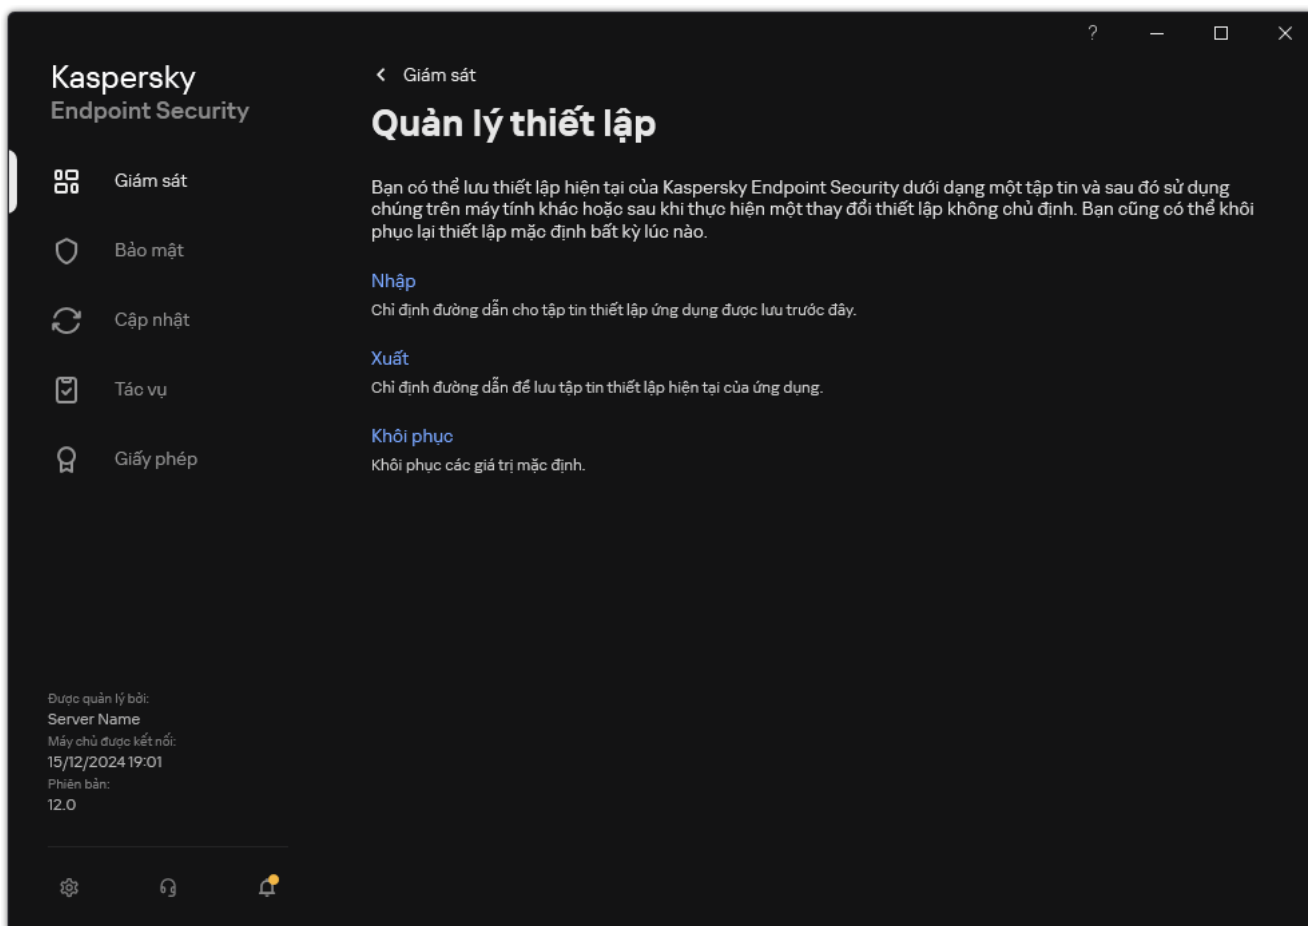 Kaspersky
Endpoint Security
Giám sát
Bảo mật
Cập nhật
Tác vụ
Giấy phép
Được quản lý bởi:
Server Name
Máy chủ được kết nối:
15/12/2024 19:01
Phiên bản:
12.0
?
Giám sát
Quản lý thiết lập
Bạn có thể lưu thiết lập hiện tại của Kaspersky Endpoint Security dưới dạng một tập tin và sau đó sử dụng
chúng trên máy tính khác hoặc sau khi thực hiện một thay đổi thiết lập không chủ định. Bạn cũng có thể khôi
phục lại thiết lập mặc định bất kỳ lúc nào.
Nhập
Chỉ định đường dẫn cho tập tin thiết lập ứng dụng được lưu trước đây.
Xuất
Chỉ định đường dẫn để lưu tập tin thiết lập hiện tại của ứng dụng.
Khôi phục
Khôi phục các giá trị mặc định.